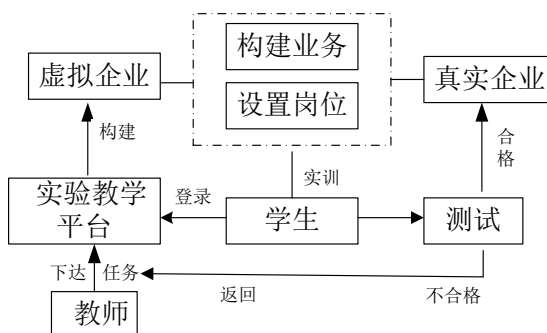 构建业务
虚拟企业
真实企业
设置岗位
构建
合格
实验教学
平台
登录
实训
学生
测试
下达
任务
返回
不合格
教师